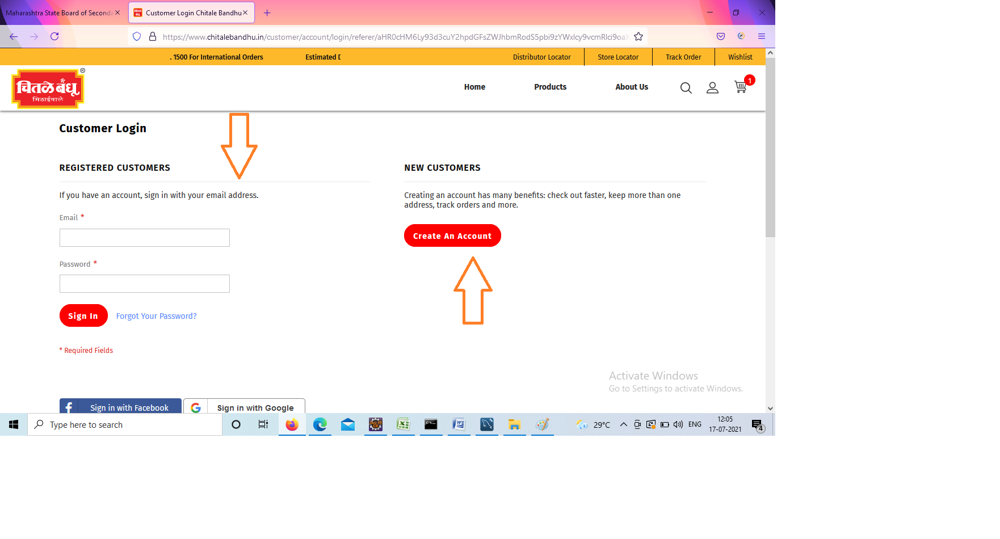 Maharashtra State Board of Seconda
Customer Login Chitale Bandhu
https://www.chitalebandhu.in/customer/account/login/referer/
. 1500 For International Orders
Estimated D
Distributor Locator
Store Locator
Track Order
Wishlist
चितळे बंधू
मिठाईवाले
®
Home
Products
About Us
1
Customer Login
REGISTERED CUSTOMERS
If you have an account, sign in with your email address.
Email *
Password *
Sign In
Forgot Your Password?
* Required Fields
Sign in with Facebook
Sign in with Google
NEW CUSTOMERS
Creating an account has many benefits: check out faster, keep more than one
address, track orders and more.
Create An Account
Activate Windows
Go to Settings to activate Windows.
Type here to search
29°C
ENG
12:05
17-07-2021
4